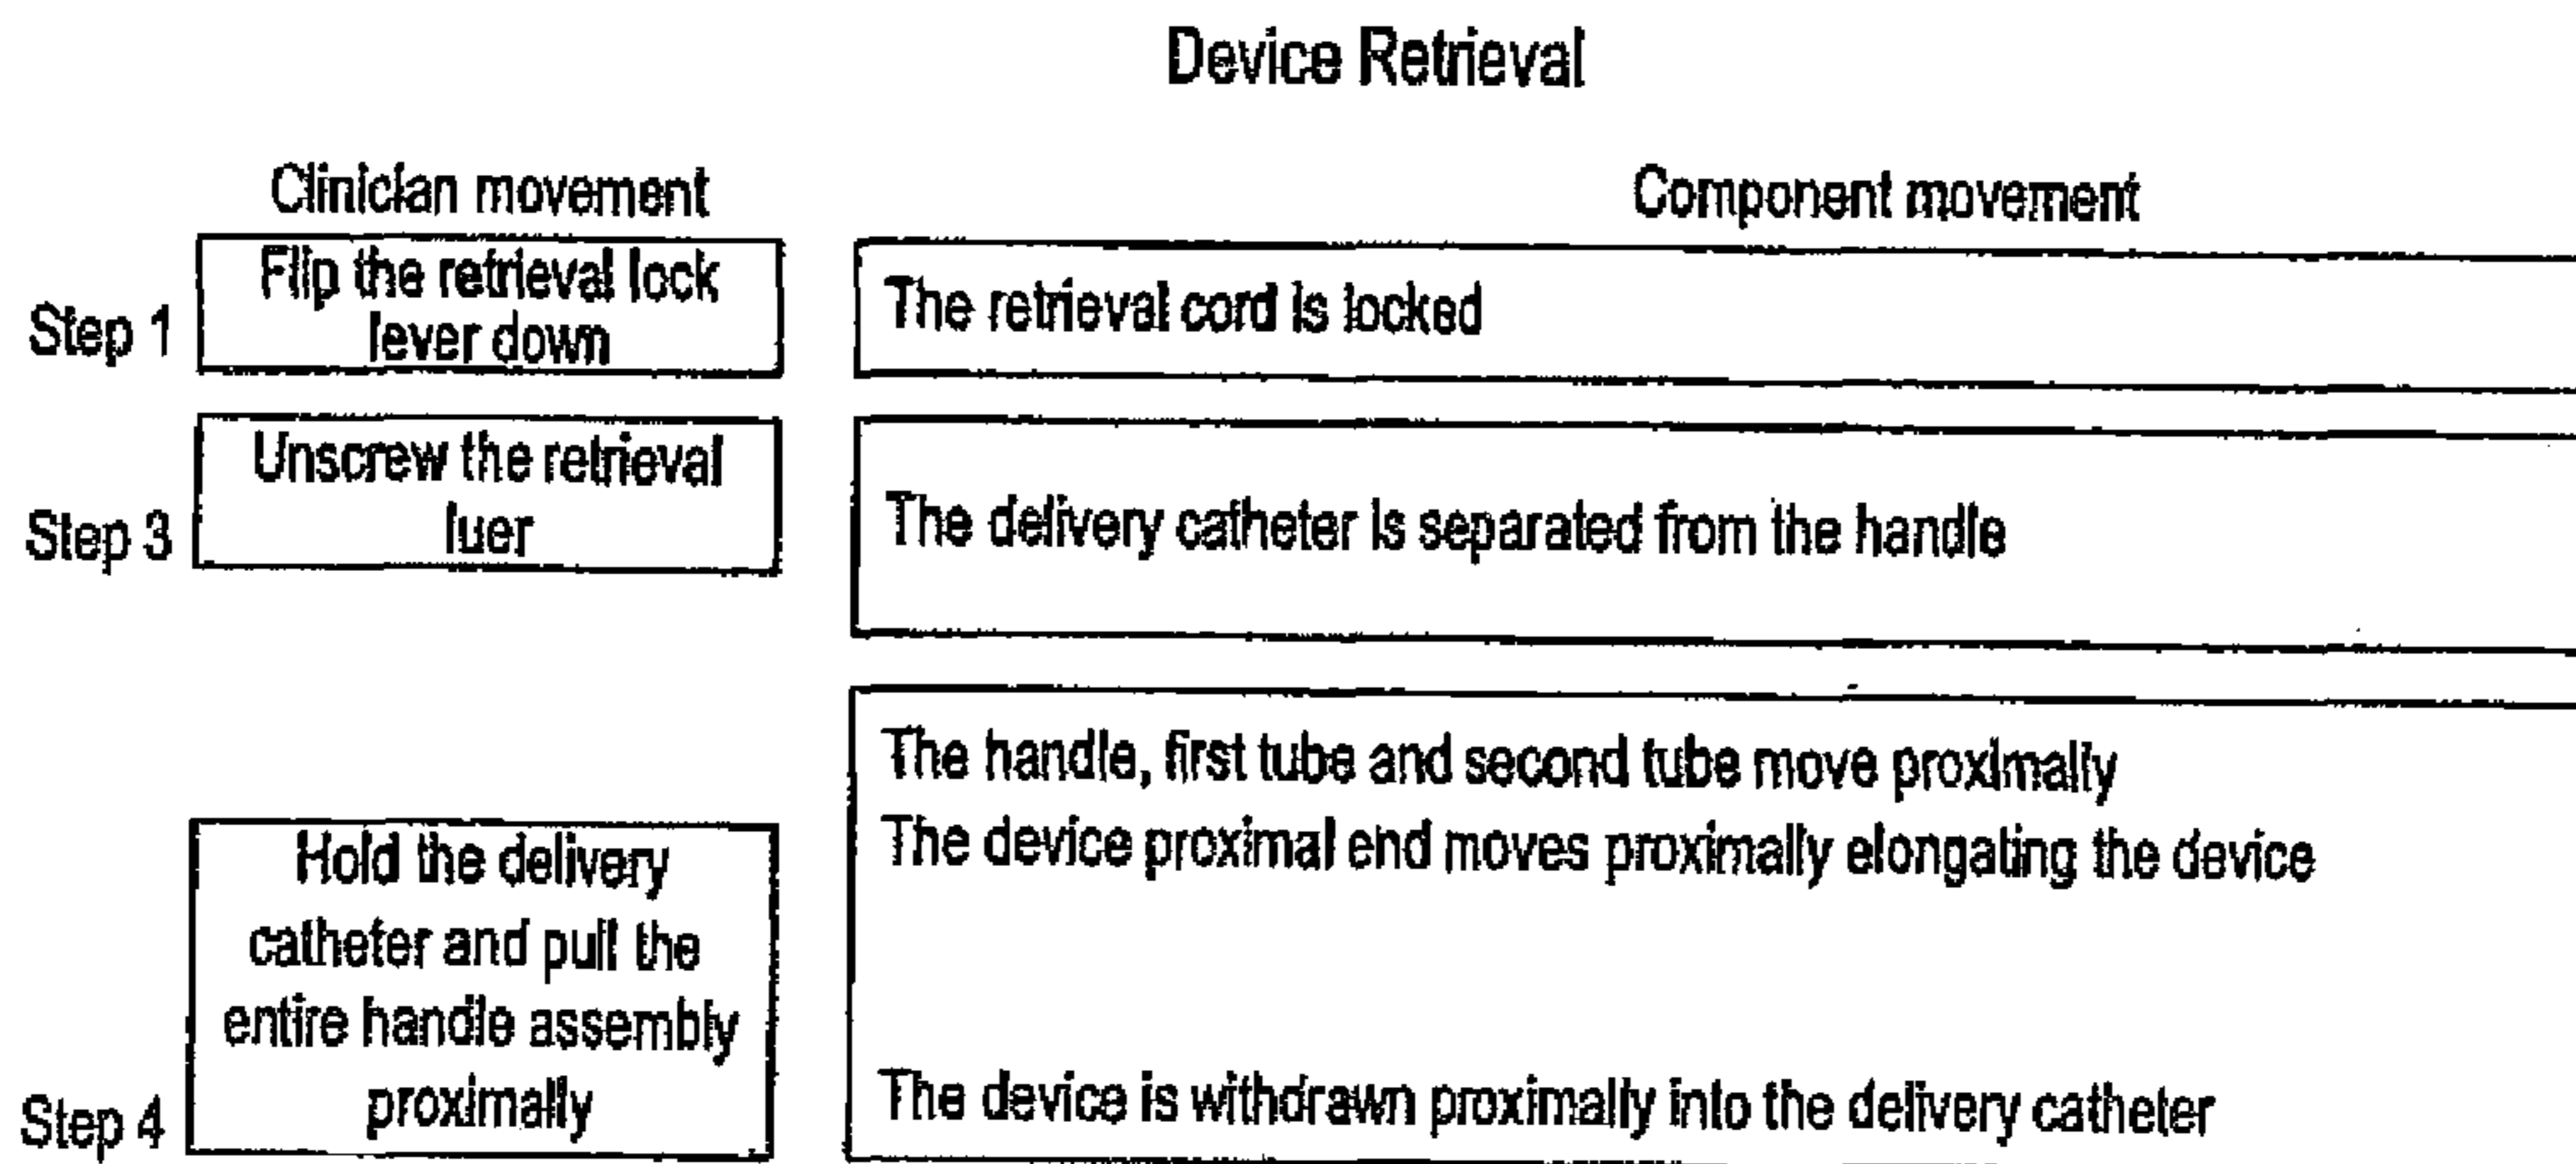 Device Retrieval
Clinician movement
Component movement
Step 1
Flip the retrieval lock
lever down
The retrieval cord is locked
Step 3
Unscrew the retrieval
luer
The delivery catheter is separated from the handle
Step 4
Hold the delivery
catheter and pull the
entire handle assembly
proximally
The handle, first tube and second tube move proximally
The device proximal end moves proximally elongating the device
The device is withdrawn proximally into the delivery catheter